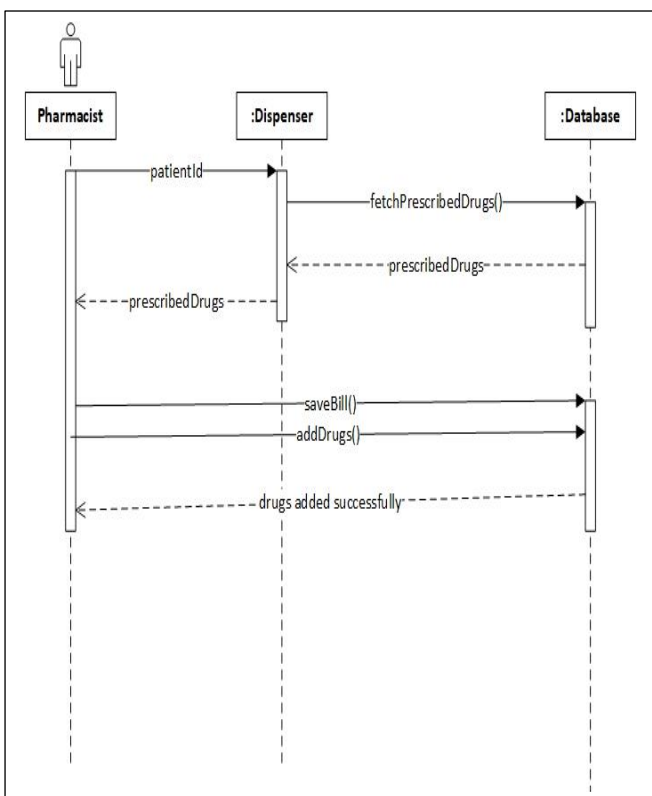 Pharmacist
:Dispenser
:Database
patientId
fetchPrescribedDrugs()
prescribedDrugs
prescribedDrugs
saveBill()
addDrugs()
drugs added successfully